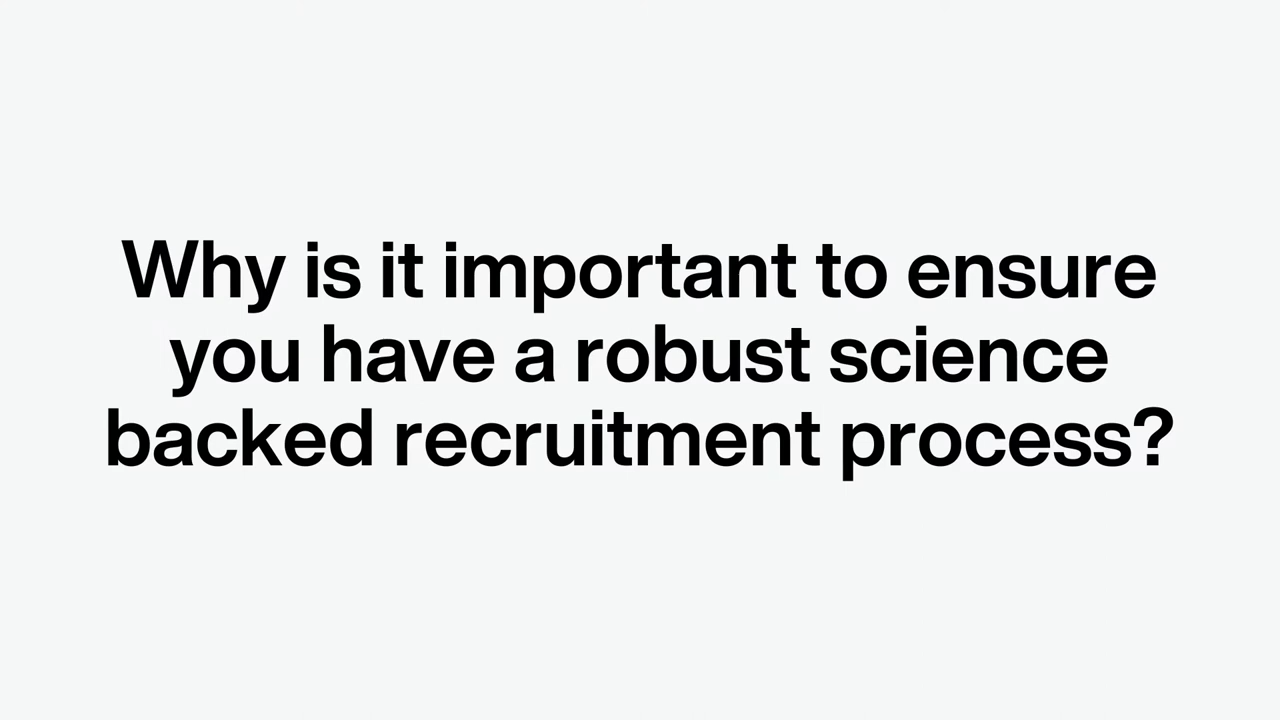 Why is it important to ensure
you have a robust science
backed recruitment process?